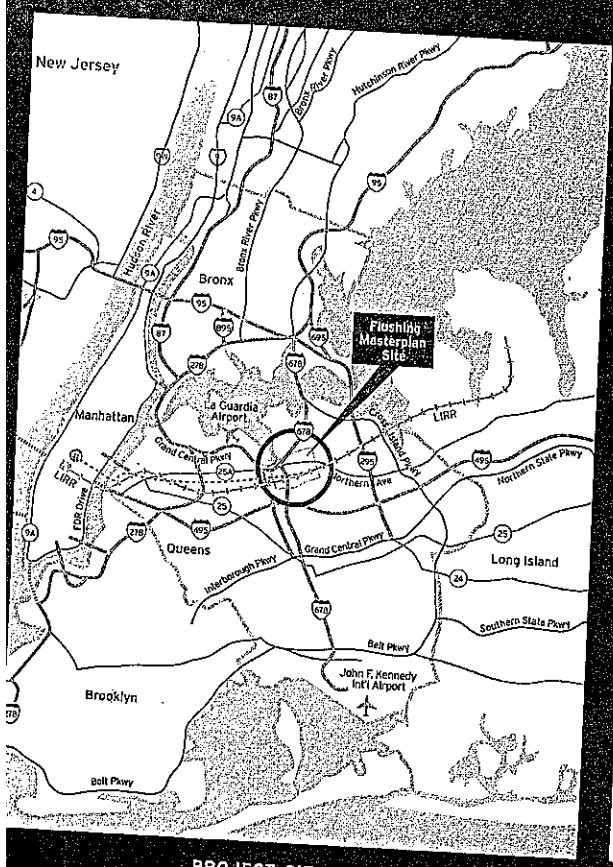 New Jersey
Hutchinson River Pkwy
Bronx River Pkwy
87
9A
9
95
4
Hudson River
Bronx River Pkwy
95
9A
Bronx
95
895
695
87
278
678
Flushing
Masterplan
Site
Manhattan
La Guardia
Airport
678
Cross Island Pkwy
LIRR
Grand Central Pkwy
25A
295
495
Northern State Pkwy
LIRR
FDR Drive
Northern Ave
25
9A
278
495
Queens
Grand Central Pkwy
25
Long Island
Interborough Pkwy
24
678
Southern State Pkwy
Belt Pkwy
John F. Kennedy
Int'l Airport
Brooklyn
278
Belt Pkwy